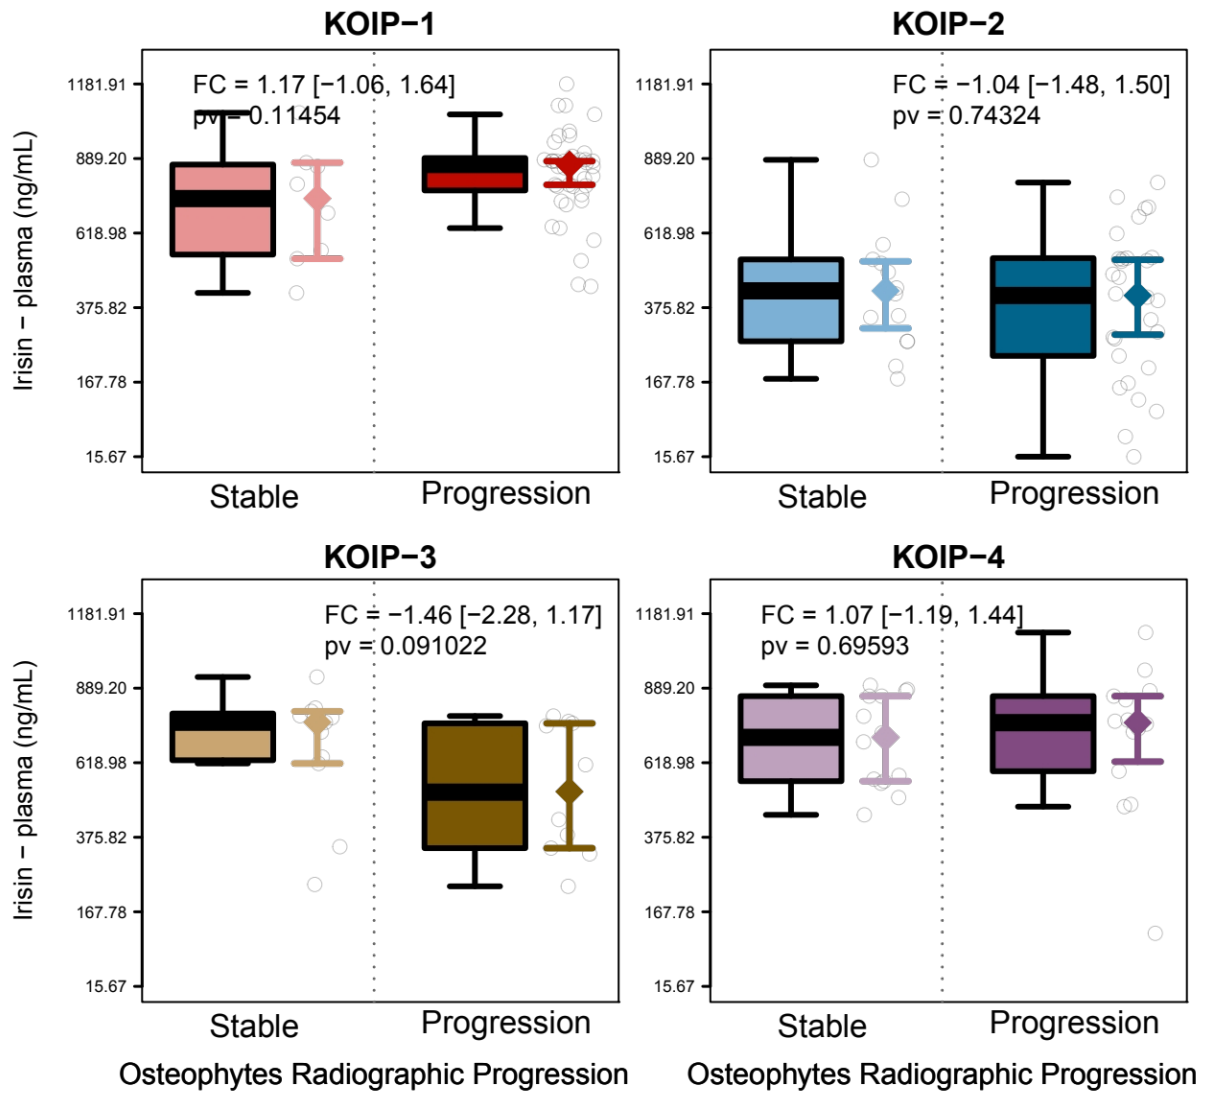 KOIP−1
Irisin − plasma (ng/mL)
1181.91
889.20
618.98
375.82
167.78
15.67
FC = 1.17 [−1.06, 1.64]
pv = 0.11454
Stable
Progression
KOIP−2
1181.91
889.20
618.98
375.82
167.78
15.67
FC = −1.04 [−1.48, 1.50]
pv = 0.74324
Stable
Progression
KOIP−3
Irisin − plasma (ng/mL)
1181.91
889.20
618.98
375.82
167.78
15.67
FC = −1.46 [−2.28, 1.17]
pv = 0.091022
Stable
Progression
Osteophytes Radiographic Progression
KOIP−4
1181.91
889.20
618.98
375.82
167.78
15.67
FC = 1.07 [−1.19, 1.44]
pv = 0.69593
Stable
Progression
Osteophytes Radiographic Progression